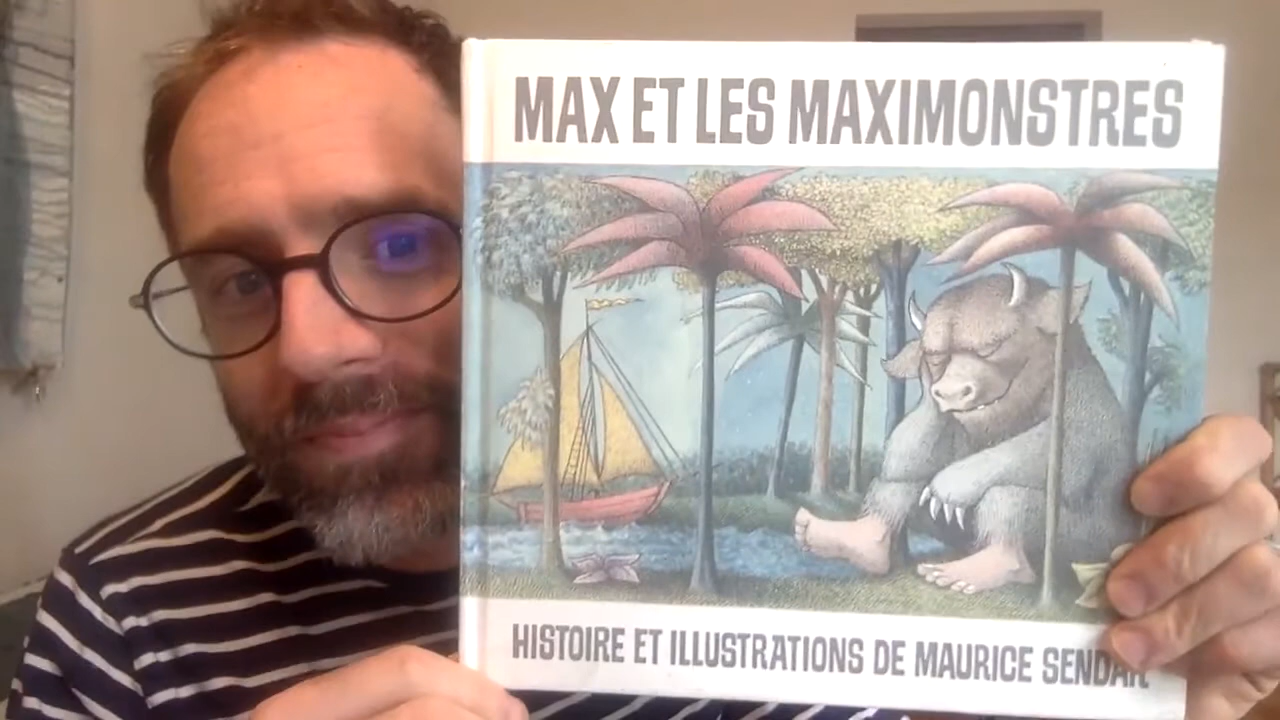 MAX ET LES MAXIMONSTRES
HISTOIRE ET ILLUSTRATIONS DE MAURICE SENDAK